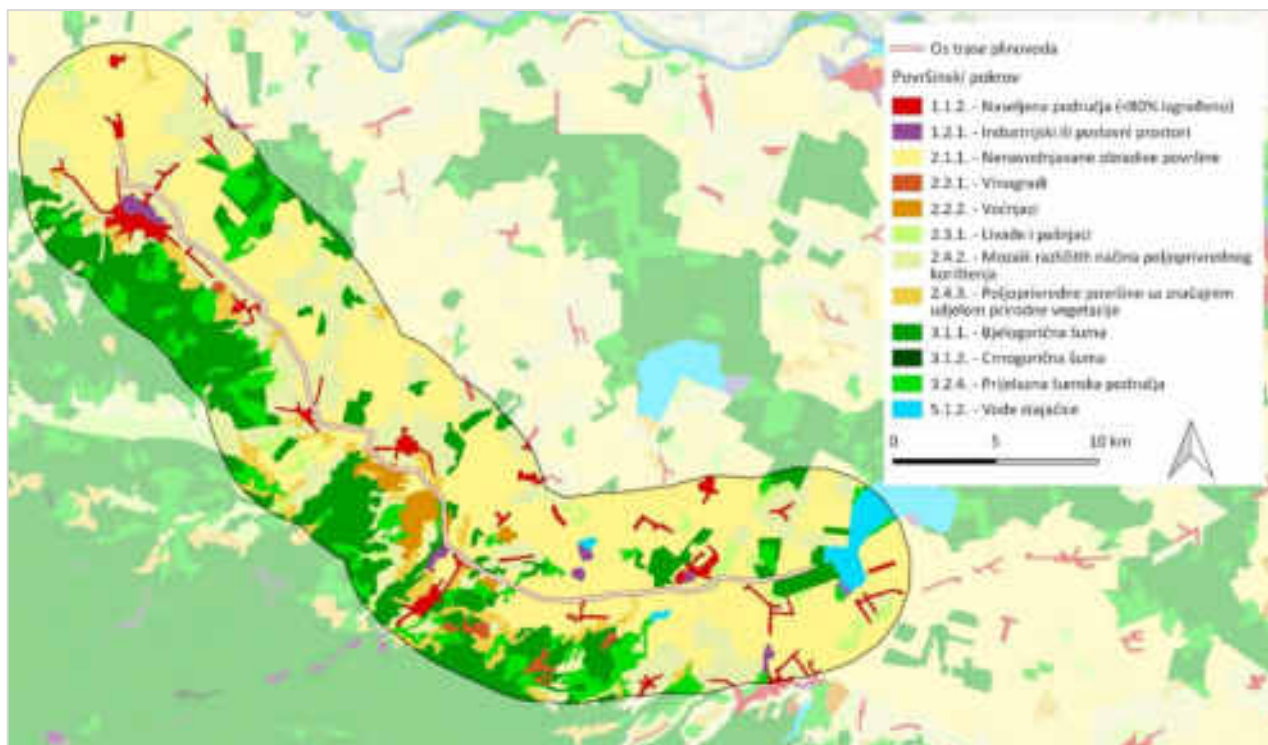 Os trase plinovoda
Površinski pokrov
1.1.2. - Naseljena područja (<80% izgrađeno)
1.2.1. - Industrijski ili poslovni prostori
2.1.1. - Nenavodnjavane obradive površine
2.2.1. - Vinogradi
2.2.2. - Voćnjaci
2.3.1. - Livade i pašnjaci
2.4.2. - Mozaik različitih načina poljoprivrednog
korištenja
2.4.3. - Poljoprivredne površine sa značajnim
udjelom prirodne vegetacije
3.1.1. - Bjelogorična šuma
3.1.2. - Crnogorična šuma
3.2.4. - Prijelazna šumska područja
5.1.2. - Vode stajaćice
0 5 10 km